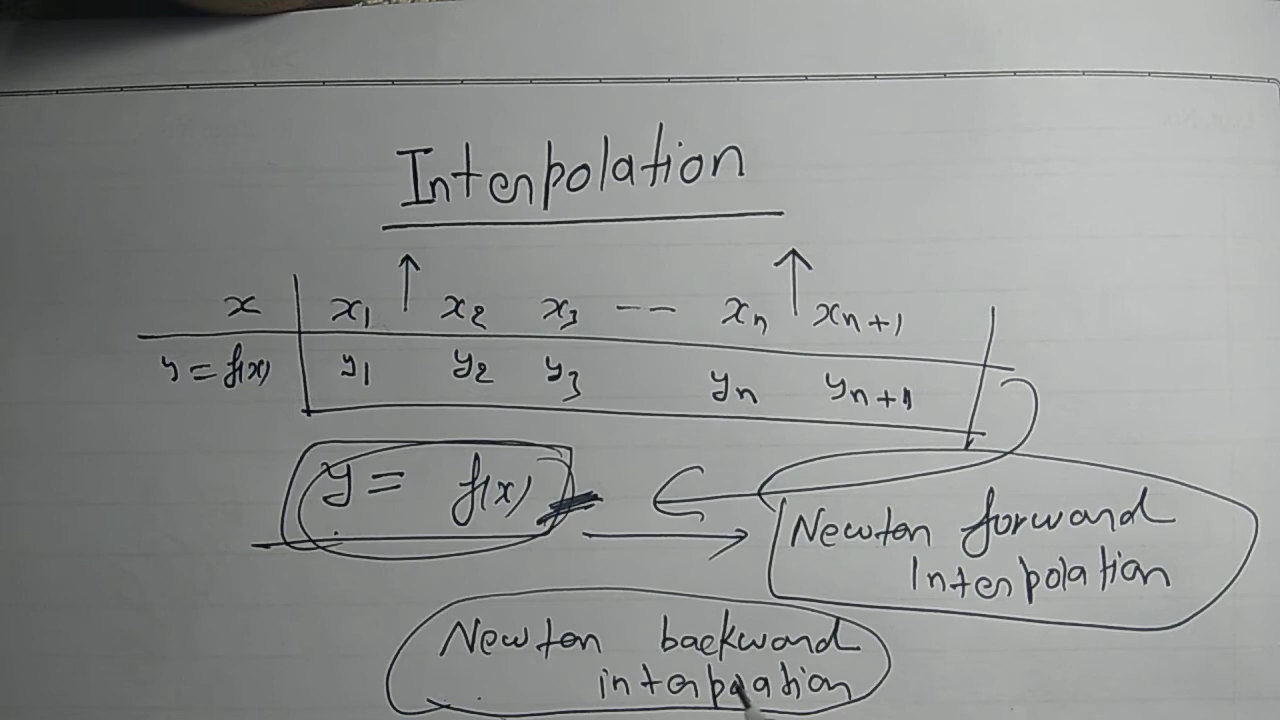 Interpolation
x x1 x2 x3 -- xn xn+1
y = f(x) y1 y2 y3 yn yn+1
y = f(x)
Newton forward
Interpolation
Newton backward
interpolation